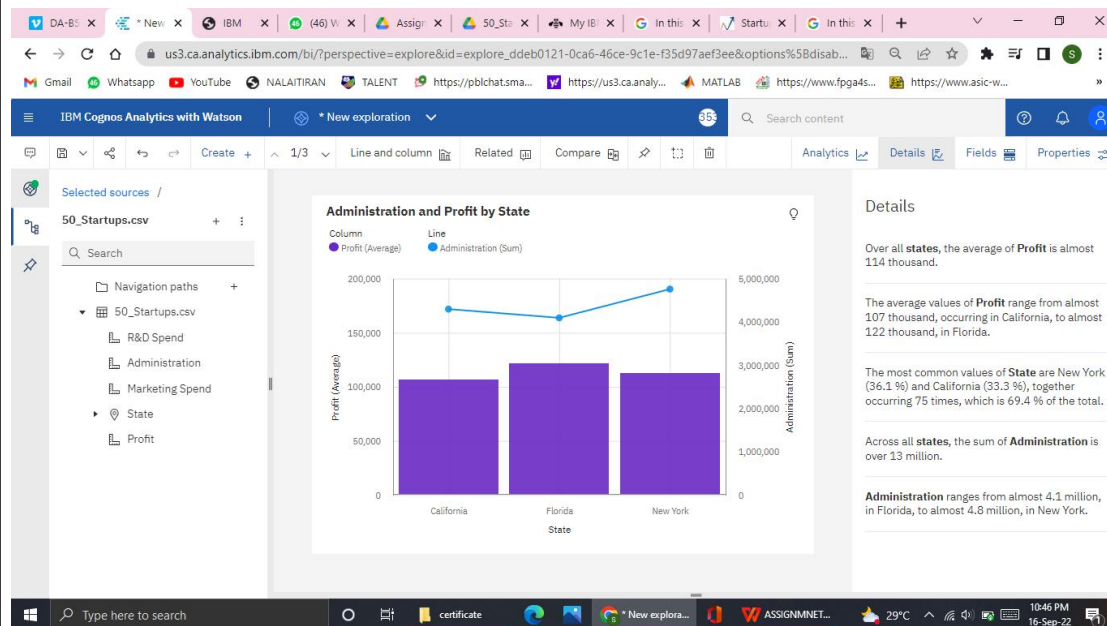 DA-B5
* New
IBM
(46) W
Assign
50_Sta
My IB
In this
Startu
In this
us3.ca.analytics.ibm.com/bi/?perspective=explore&id=explore_ddeb0121-0ca6-46ce-9c1e-f35d97aef3ee&options%5Bdisab...
S
Gmail
Whatsapp
YouTube
NALAITIRAN
TALENT
https://pblchat.sma...
https://us3.ca.analy...
MATLAB
https://www.fpga4s...
https://www.asic-w...
»
IBM Cognos Analytics with Watson
* New exploration
353
Search content
1/3
Create +
Line and column
Related
Compare
Analytics
Details
Fields
Properties
Selected sources /
50_Startups.csv
Search
Navigation paths
50_Startups.csv
R&D Spend
Administration
Marketing Spend
State
Profit
Administration and Profit by State
Column
Line
Profit (Average)
Administration (Sum)
200,000
150,000
100,000
50,000
0
Profit (Average)
5,000,000
4,000,000
3,000,000
2,000,000
1,000,000
0
Administration (Sum)
California
Florida
New York
State
Details
Over all states, the average of Profit is almost
114 thousand.
The average values of Profit range from almost
107 thousand, occurring in California, to almost
122 thousand, in Florida.
The most common values of State are New York
(36.1 %) and California (33.3 %), together
occurring 75 times, which is 69.4 % of the total.
Across all states, the sum of Administration is
over 13 million.
Administration ranges from almost 4.1 million,
in Florida, to almost 4.8 million, in New York.
Type here to search
certificate
* New explora...
ASSIGNMNET...
29°C
10:46 PM
16-Sep-22